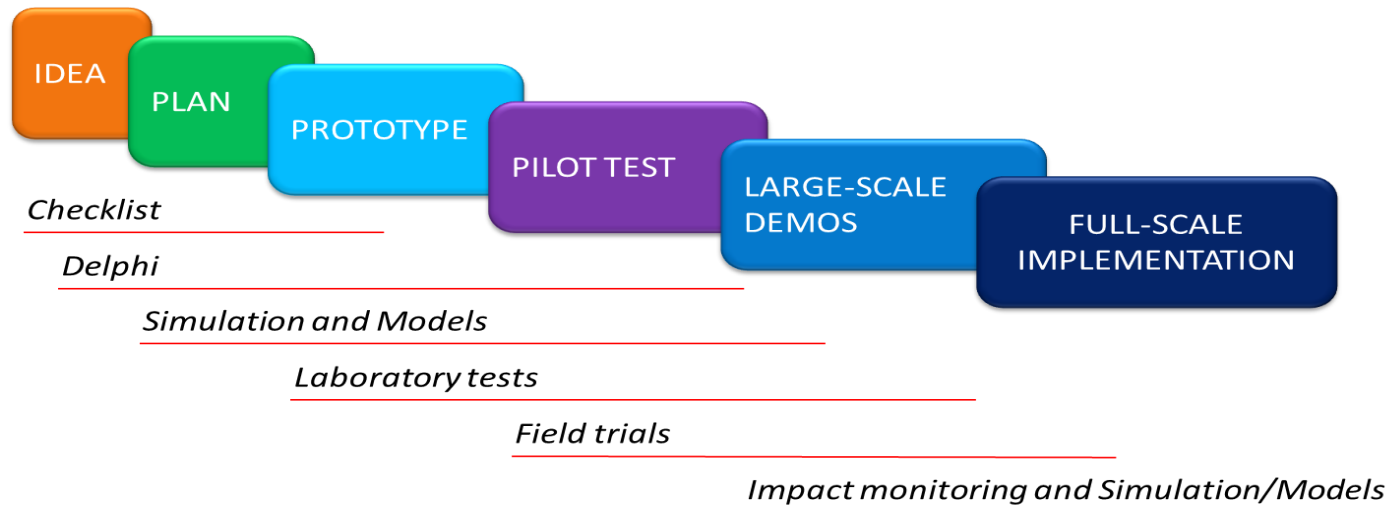 IDEA
PLAN
PROTOTYPE
PILOT TEST
LARGE-SCALE
DEMOS
FULL-SCALE
IMPLEMENTATION
Checklist
Delphi
Simulation and Models
Laboratory tests
Field trials
Impact monitoring and Simulation/Models